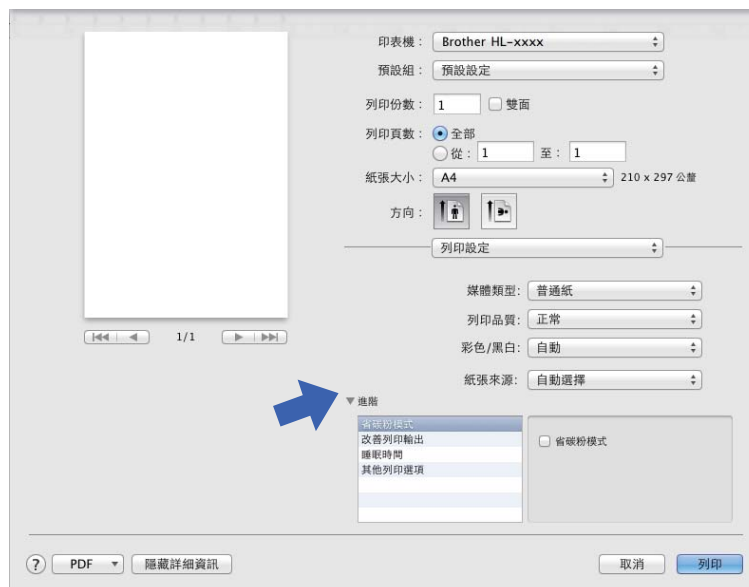 印表機： Brother HL-xxxx
預設組： 預設設定
列印份數： 1 雙面
列印頁數： 全部
從： 1 至： 1
紙張大小： A4 210 x 297 公釐
方向：
列印設定
媒體類型: 普通紙
列印品質: 正常
1/1
彩色/黑白: 自動
紙張來源: 自動選擇
進階
省碳粉模式
改善列印輸出
省碳粉模式
睡眠時間
其他列印選項
? PDF 隱藏詳細資訊 取消 列印